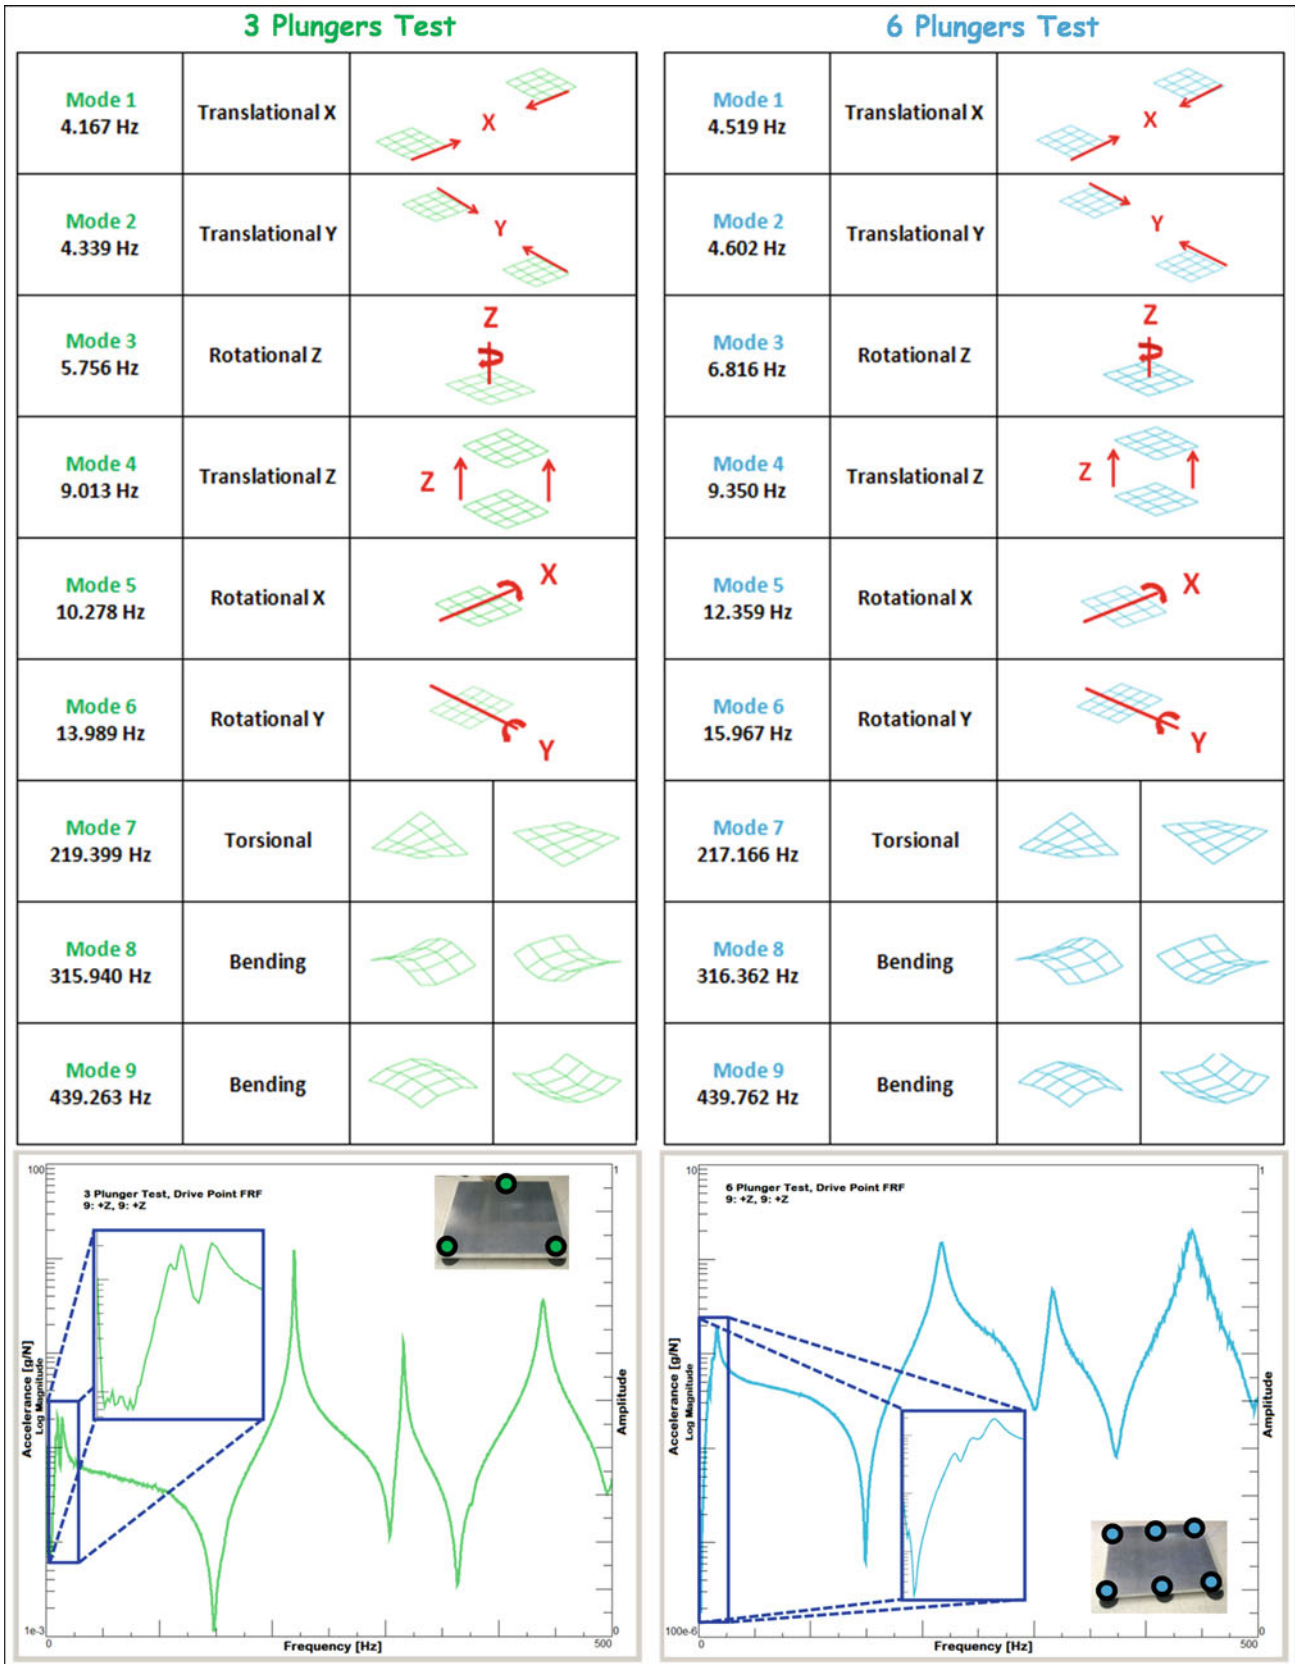 3 Plungers Test
Mode 1
4.167 Hz
Translational X
X
Mode 2
4.339 Hz
Translational Y
Y
Mode 3
5.756 Hz
Rotational Z
Z
Mode 4
9.013 Hz
Translational Z
Z
Mode 5
10.278 Hz
Rotational X
X
Mode 6
13.989 Hz
Rotational Y
Y
Mode 7
219.399 Hz
Torsional
Mode 8
315.940 Hz
Bending
Mode 9
439.263 Hz
Bending
6 Plungers Test
Mode 1
4.519 Hz
Translational X
X
Mode 2
4.602 Hz
Translational Y
Y
Mode 3
6.816 Hz
Rotational Z
Z
Mode 4
9.350 Hz
Translational Z
Z
Mode 5
12.359 Hz
Rotational X
X
Mode 6
15.967 Hz
Rotational Y
Y
Mode 7
217.166 Hz
Torsional
Mode 8
316.362 Hz
Bending
Mode 9
439.762 Hz
Bending
100
1
3 Plunger Test, Drive Point FRF
9: +Z, 9: +Z
Accelerance [g/N]
Log Magnitude
Amplitude
1e-3
0
0
Frequency [Hz]
500
10
1
6 Plunger Test, Drive Point FRF
9: +Z, 9: +Z
Accelerance [g/N]
Log Magnitude
Amplitude
100e-6
0
0
Frequency [Hz]
500